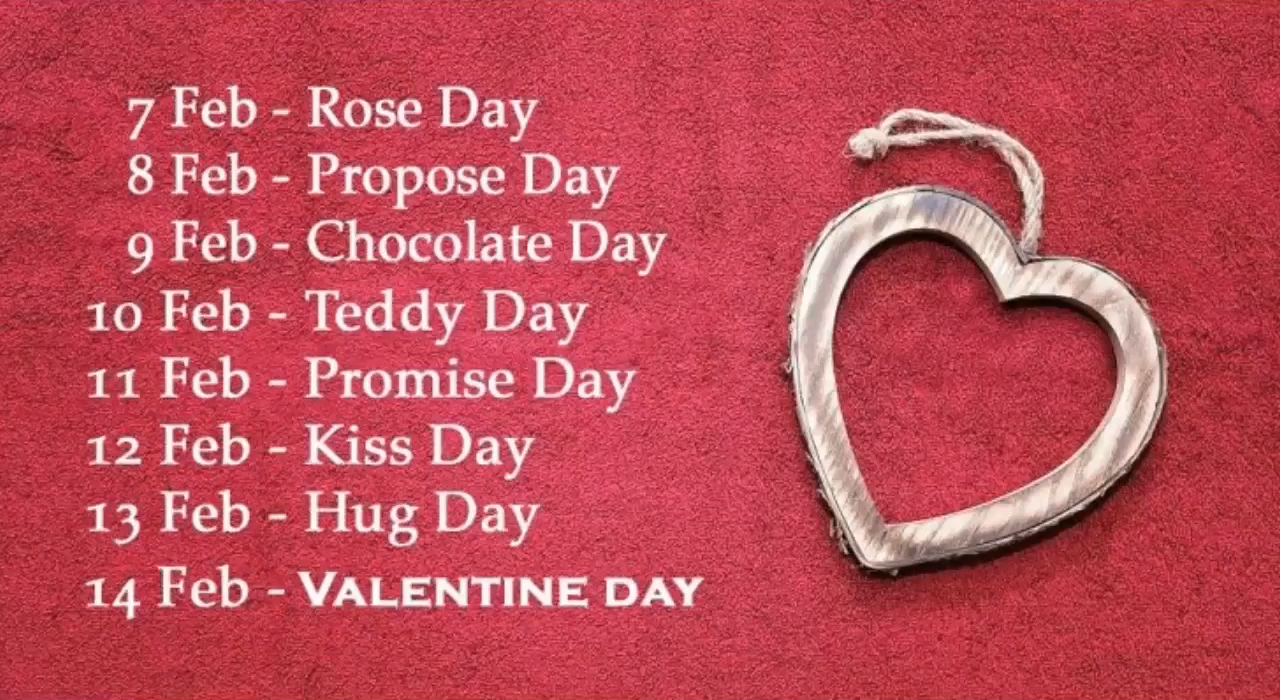 7 Feb - Rose Day
8 Feb - Propose Day
9 Feb - Chocolate Day
10 Feb - Teddy Day
11 Feb - Promise Day
12 Feb - Kiss Day
13 Feb - Hug Day
14 Feb - VALENTINE DAY